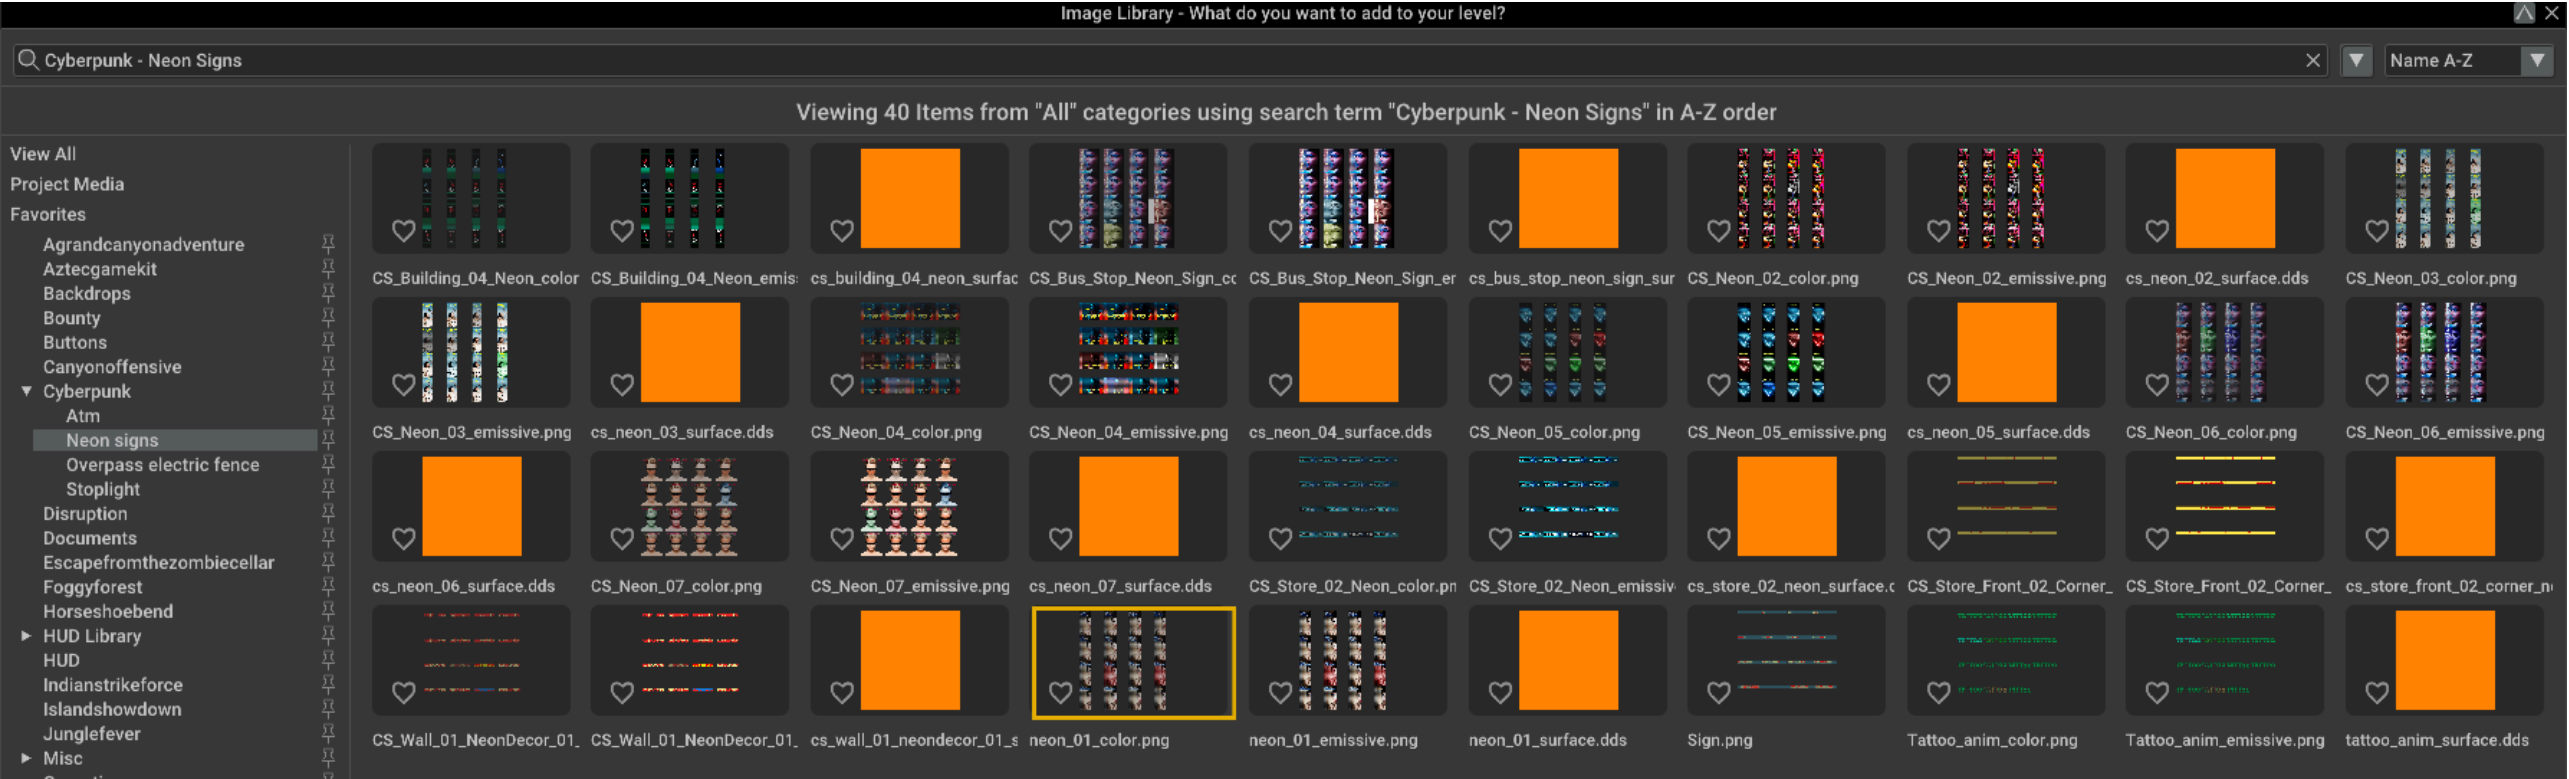 Image Library - What do you want to add to your level?
Cyberpunk - Neon Signs
Name A-Z
Viewing 40 Items from "All" categories using search term "Cyberpunk - Neon Signs" in A-Z order
View All
Project Media
Favorites
Agrandcanyonadventure
Aztecgamekit
Backdrops
Bounty
Buttons
Canyonoffensive
Cyberpunk
Atm
Neon signs
Overpass electric fence
Stoplight
Disruption
Documents
Escapefromthezombiecellar
Foggyforest
Horseshoebend
HUD Library
HUD
Indianstrikeforce
Islandshowdown
Junglefever
Misc
CS_Building_04_Neon_color CS_Building_04_Neon_emis cs_building_04_neon_surfac CS_Bus_Stop_Neon_Sign_cc CS_Bus_Stop_Neon_Sign_er cs_bus_stop_neon_sign_sur CS_Neon_02_color.png CS_Neon_02_emissive.png cs_neon_02_surface.dds CS_Neon_03_color.png
CS_Neon_03_emissive.png cs_neon_03_surface.dds CS_Neon_04_color.png CS_Neon_04_emissive.png cs_neon_04_surface.dds CS_Neon_05_color.png CS_Neon_05_emissive.png cs_neon_05_surface.dds CS_Neon_06_color.png CS_Neon_06_emissive.png
cs_neon_06_surface.dds CS_Neon_07_color.png CS_Neon_07_emissive.png cs_neon_07_surface.dds CS_Store_02_Neon_color.pn CS_Store_02_Neon_emissiv cs_store_02_neon_surface.c CS_Store_Front_02_Corner_ CS_Store_Front_02_Corner_ cs_store_front_02_corner_n
CS_Wall_01_NeonDecor_01_ CS_Wall_01_NeonDecor_01_ cs_wall_01_neondecor_01_s neon_01_color.png neon_01_emissive.png neon_01_surface.dds Sign.png Tattoo_anim_color.png Tattoo_anim_emissive.png tattoo_anim_surface.dds